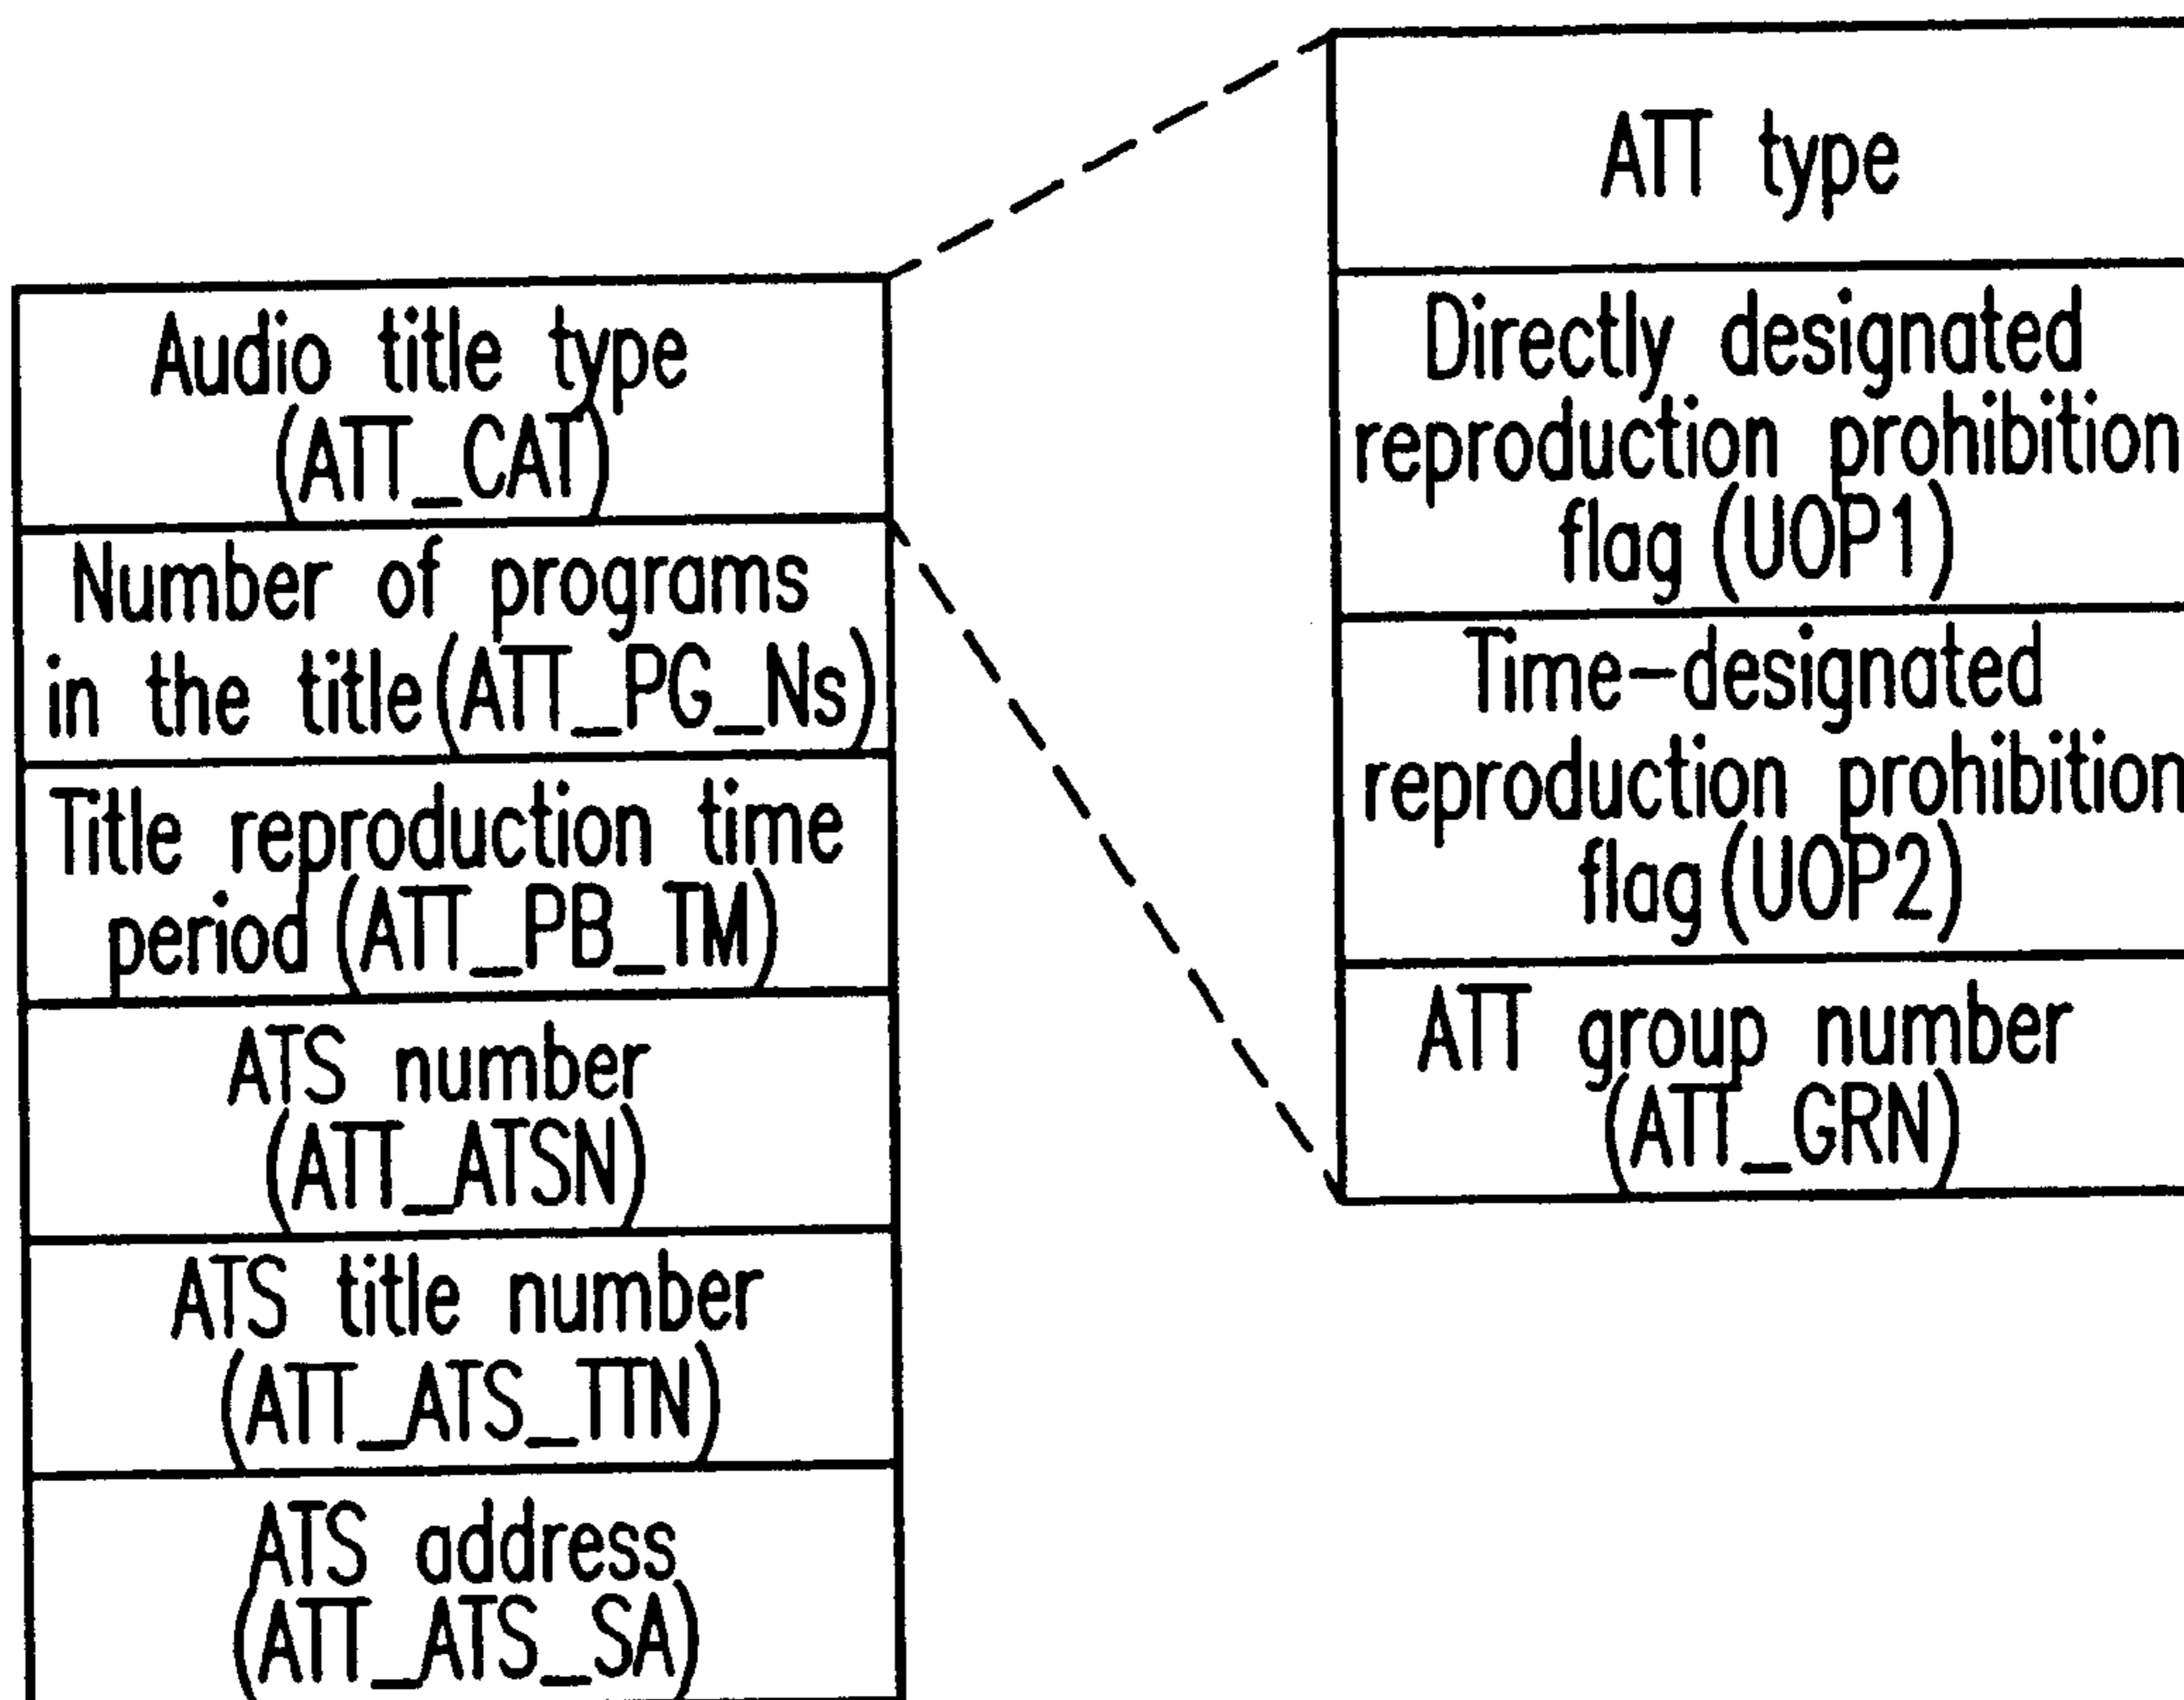 Audio title type
(ATT_CAT)
Number of programs
in the title(ATT_PG_Ns)
Title reproduction time
period(ATT_PB_TM)
ATS number
(ATT_ATSN)
ATS title number
(ATT_ATS_TTN)
ATS address
(ATT_ATS_SA)
ATT type
Directly designated
reproduction prohibition
flag (UOP1)
Time-designated
reproduction prohibition
flag (UOP2)
ATT group number
(ATT_GRN)